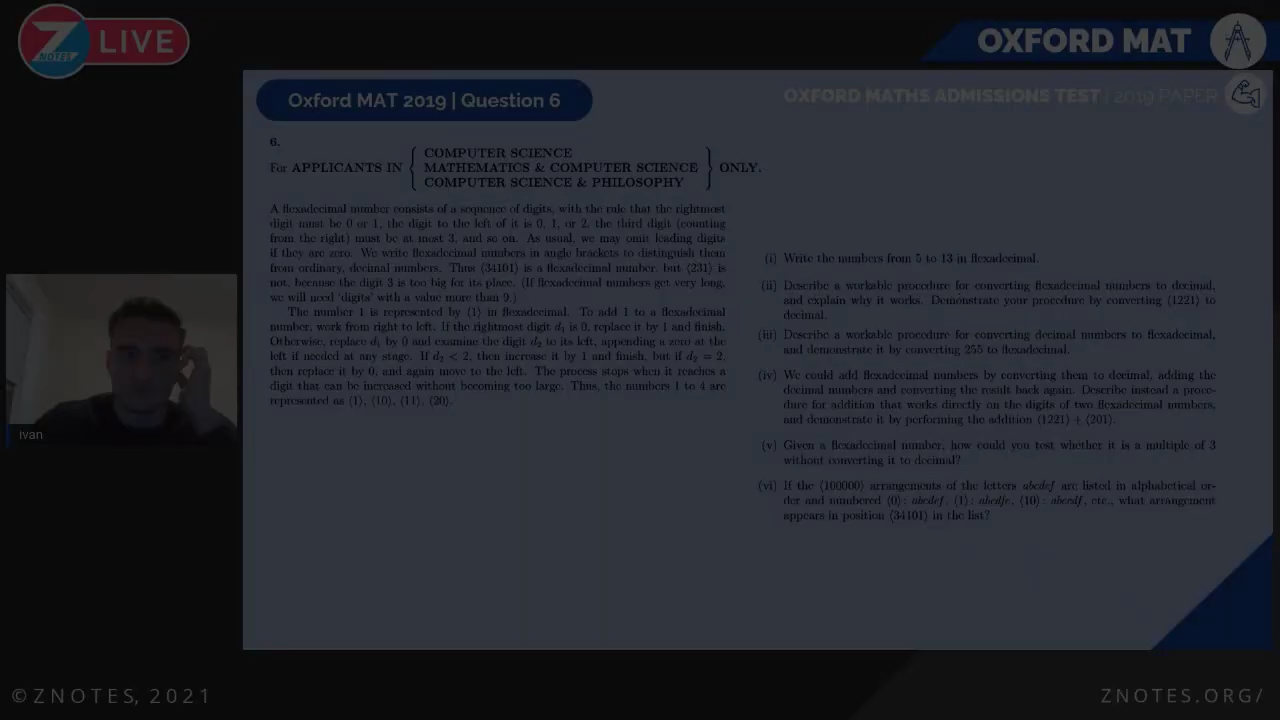 Z NOTES LIVE
OXFORD MAT
Oxford MAT 2019 | Question 6
OXFORD MATHS ADMISSIONS TEST | 2019 PAPER
6.
For APPLICANTS IN { COMPUTER SCIENCE
MATHEMATICS & COMPUTER SCIENCE
COMPUTER SCIENCE & PHILOSOPHY } ONLY.
A flexadecimal number consists of a sequence of digits, with the rule that the rightmost
digit must be 0 or 1, the digit to the left of it is 0, 1, or 2, the third digit (counting
from the right) must be at most 3, and so on. As usual, we may omit leading digits
if they are zero. We write flexadecimal numbers in angle brackets to distinguish them
from ordinary, decimal numbers. Thus ⟨34101⟩ is a flexadecimal number, but ⟨231⟩ is
not, because the digit 3 is too big for its place. (If flexadecimal numbers get very long,
we will need 'digits' with a value more than 9.)
The number 1 is represented by ⟨1⟩ in flexadecimal. To add 1 to a flexadecimal
number, work from right to left. If the rightmost digit d₁ is 0, replace it by 1 and finish.
Otherwise, replace d₁ by 0 and examine the digit d₂ to its left, appending a zero at the
left if needed at any stage. If d₂ < 2, then increase it by 1 and finish, but if d₂ = 2,
then replace it by 0, and again move to the left. The process stops when it reaches a
digit that can be increased without becoming too large. Thus, the numbers 1 to 4 are
represented as ⟨1⟩, ⟨10⟩, ⟨11⟩, ⟨20⟩.
(i) Write the numbers from 5 to 13 in flexadecimal.
(ii) Describe a workable procedure for converting flexadecimal numbers to decimal,
and explain why it works. Demonstrate your procedure by converting ⟨1221⟩ to
decimal.
(iii) Describe a workable procedure for converting decimal numbers to flexadecimal,
and demonstrate it by converting 255 to flexadecimal.
(iv) We could add flexadecimal numbers by converting them to decimal, adding the
decimal numbers and converting the result back again. Describe instead a proce-
dure for addition that works directly on the digits of two flexadecimal numbers,
and demonstrate it by performing the addition ⟨1221⟩ + ⟨201⟩.
(v) Given a flexadecimal number, how could you test whether it is a multiple of 3
without converting it to decimal?
(vi) If the ⟨100000⟩ arrangements of the letters abcdef are listed in alphabetical or-
der and numbered ⟨0⟩: abcdef, ⟨1⟩: abcdfe, ⟨10⟩: abcedf, etc., what arrangement
appears in position ⟨34101⟩ in the list?
Ivan
© ZNOTES, 2021
ZNOTES.ORG/